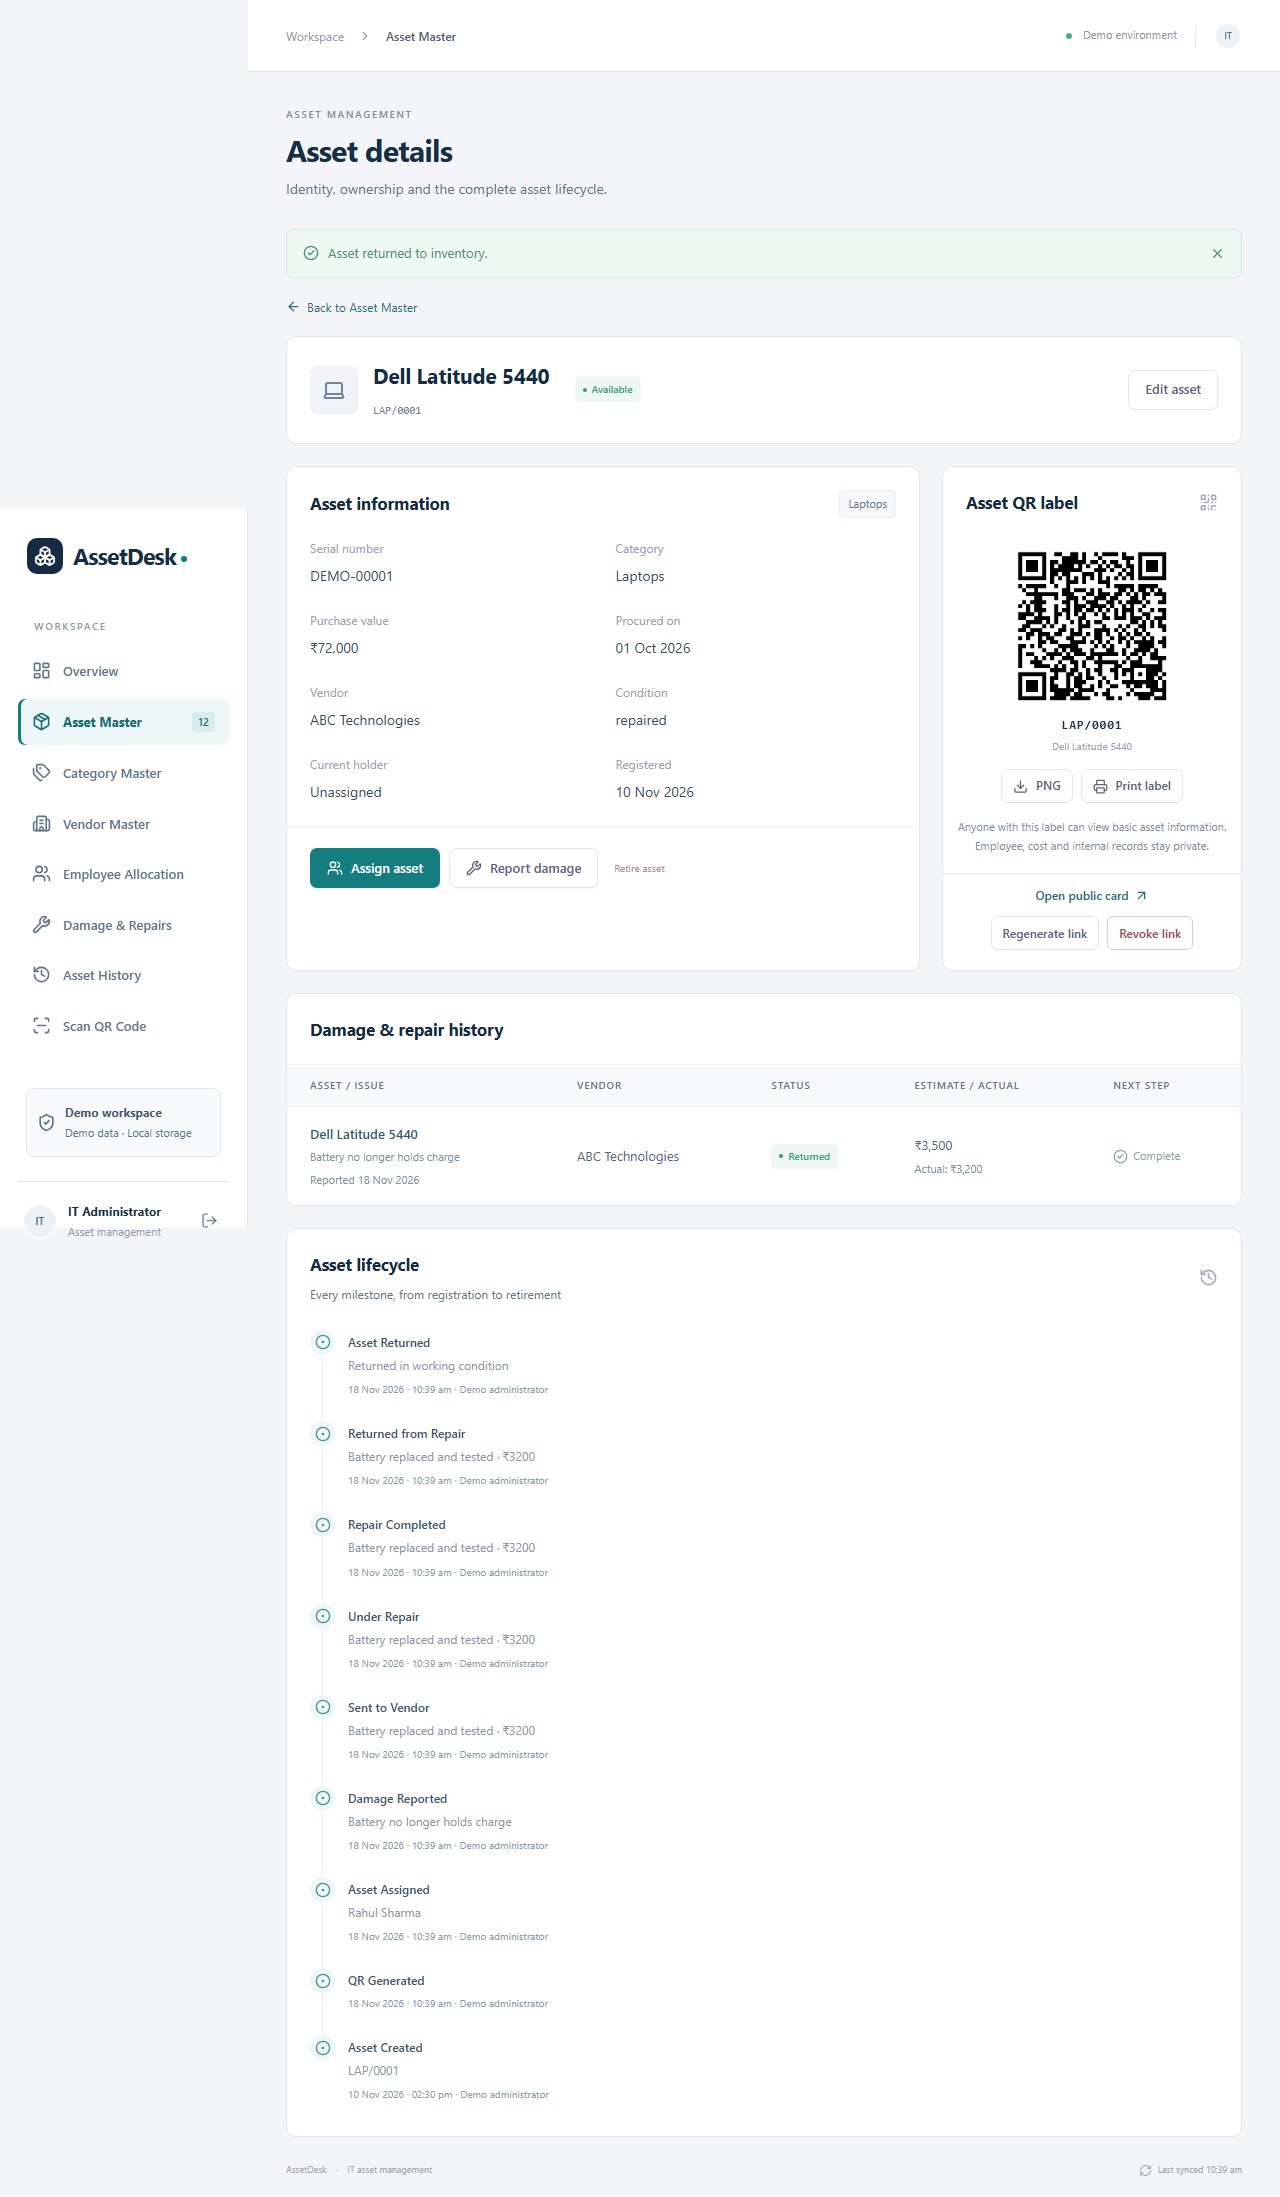 Workspace > Asset Master
Demo environment
IT
ASSET MANAGEMENT
Asset details
Identity, ownership and the complete asset lifecycle.
Asset returned to inventory.
Back to Asset Master
Dell Latitude 5440
Available
LAP/0001
Edit asset
AssetDesk
WORKSPACE
Overview
Asset Master 12
Category Master
Vendor Master
Employee Allocation
Damage & Repairs
Asset History
Scan QR Code
Demo workspace
Demo data · Local storage
IT
IT Administrator
Asset management
Asset information
Laptops
Serial number
DEMO-00001
Category
Laptops
Purchase value
₹72,000
Procured on
01 Oct 2026
Vendor
ABC Technologies
Condition
repaired
Current holder
Unassigned
Registered
10 Nov 2026
Assign asset
Report damage
Retire asset
Asset QR label
LAP/0001
Dell Latitude 5440
PNG
Print label
Anyone with this label can view basic asset information.
Employee, cost and internal records stay private.
Open public card
Regenerate link
Revoke link
Damage & repair history
ASSET / ISSUE VENDOR STATUS ESTIMATE / ACTUAL NEXT STEP
Dell Latitude 5440
Battery no longer holds charge
Reported 18 Nov 2026
ABC Technologies
Returned
₹3,500
Actual: ₹3,200
Complete
Asset lifecycle
Every milestone, from registration to retirement
Asset Returned
Returned in working condition
18 Nov 2026 · 10:39 am · Demo administrator
Returned from Repair
Battery replaced and tested · ₹3200
18 Nov 2026 · 10:39 am · Demo administrator
Repair Completed
Battery replaced and tested · ₹3200
18 Nov 2026 · 10:39 am · Demo administrator
Under Repair
Battery replaced and tested · ₹3200
18 Nov 2026 · 10:39 am · Demo administrator
Sent to Vendor
Battery replaced and tested · ₹3200
18 Nov 2026 · 10:39 am · Demo administrator
Damage Reported
Battery no longer holds charge
18 Nov 2026 · 10:39 am · Demo administrator
Asset Assigned
Rahul Sharma
18 Nov 2026 · 10:39 am · Demo administrator
QR Generated
18 Nov 2026 · 10:39 am · Demo administrator
Asset Created
LAP/0001
10 Nov 2026 · 02:30 pm · Demo administrator
AssetDesk · IT asset management
Last synced 10:39 am